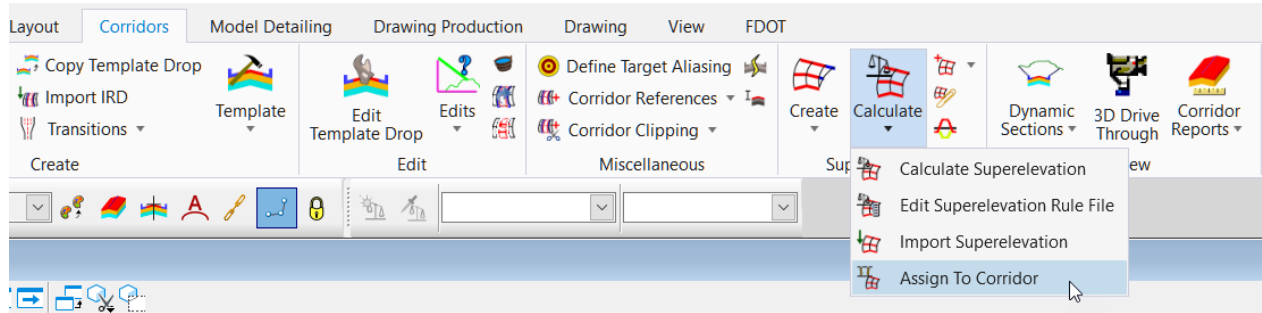 Layout Corridors Model Detailing Drawing Production Drawing View FDOT
Copy Template Drop
Import IRD
Transitions
Create
Template
Edit
Template Drop
Edits
Edit
Define Target Aliasing
Corridor References
Corridor Clipping
Miscellaneous
Create
Calculate
Sup
Dynamic
Sections
3D Drive
Through
Corridor
Reports
ew
Calculate Superelevation
Edit Superelevation Rule File
Import Superelevation
Assign To Corridor